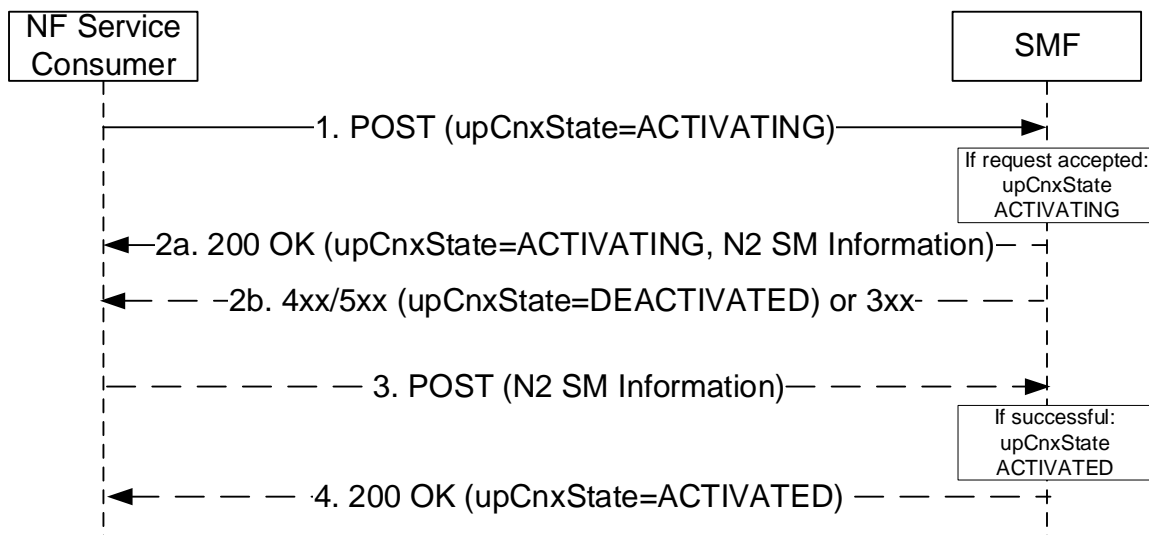 NF Service
Consumer
SMF
1. POST (upCnxState=ACTIVATING)
If request accepted:
upCnxState
ACTIVATING
2a. 200 OK (upCnxState=ACTIVATING, N2 SM Information)
2b. 4xx/5xx (upCnxState=DEACTIVATED) or 3xx
3. POST (N2 SM Information)
If successful:
upCnxState
ACTIVATED
4. 200 OK (upCnxState=ACTIVATED)